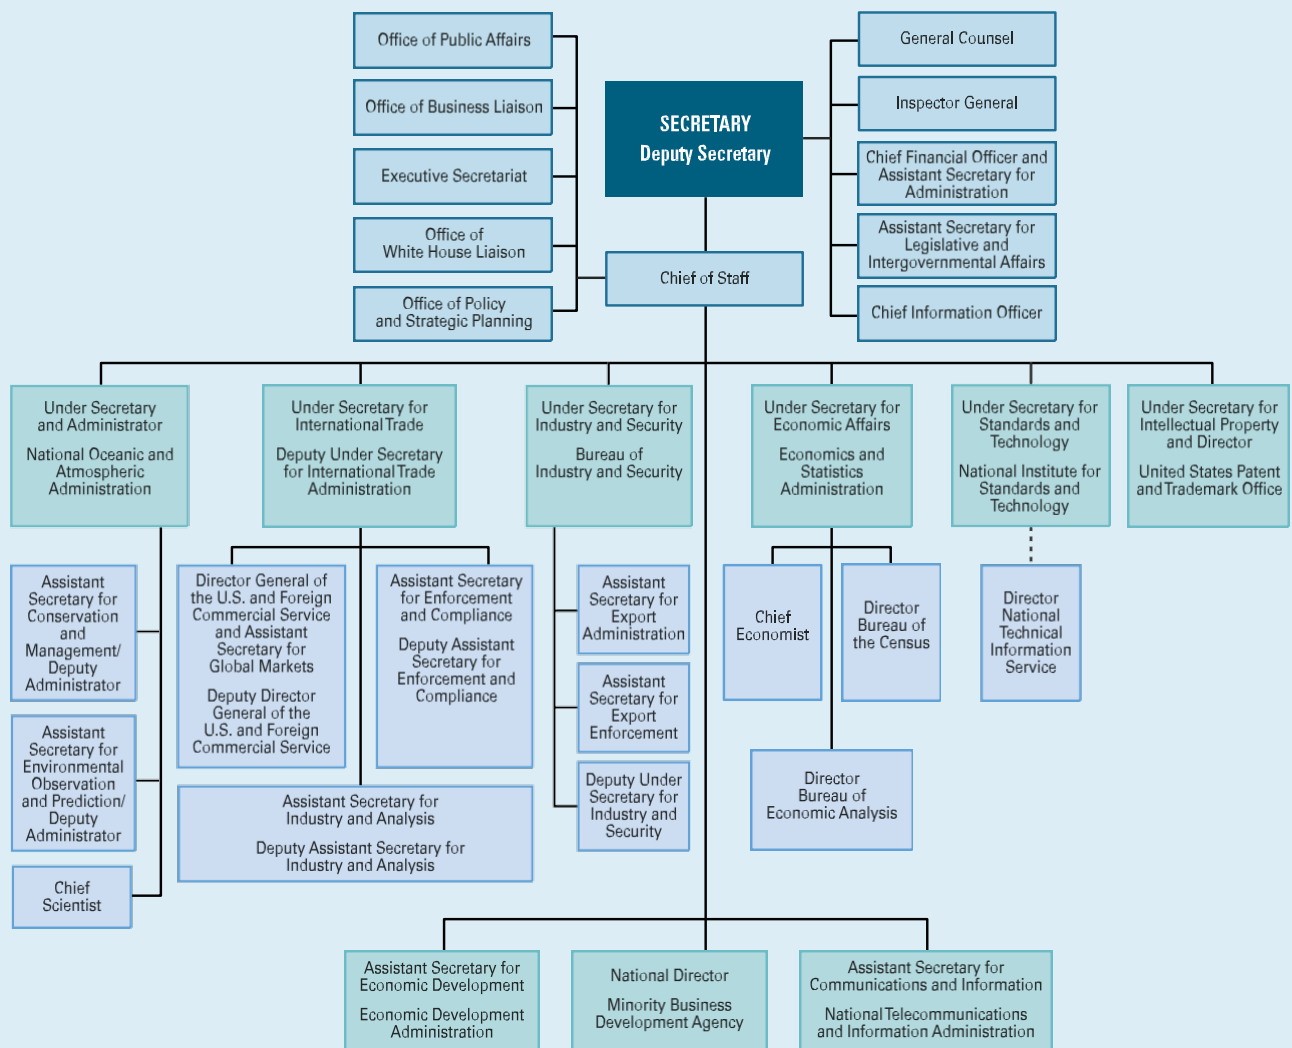 Office of Public Affairs
Office of Business Liaison
Executive Secretariat
Office of
White House Liaison
Office of Policy
and Strategic Planning
SECRETARY
Deputy Secretary
Chief of Staff
General Counsel
Inspector General
Chief Financial Officer and
Assistant Secretary for
Administration
Assistant Secretary for
Legislative and
Intergovernmental Affairs
Chief Information Officer
Under Secretary
and Administrator
National Oceanic and
Atmospheric
Administration
Under Secretary for
International Trade
Deputy Under Secretary
for International Trade
Administration
Under Secretary for
Industry and Security
Bureau of
Industry and Security
Under Secretary for
Economic Affairs
Economics and
Statistics
Administration
Under Secretary for
Standards and
Technology
National Institute for
Standards and
Technology
Under Secretary for
Intellectual Property
and Director
United States Patent
and Trademark Office
Assistant
Secretary for
Conservation
and
Management/
Deputy
Administrator
Assistant
Secretary for
Environmental
Observation
and Prediction/
Deputy
Administrator
Chief
Scientist
Director General of
the U.S. and Foreign
Commercial Service
and Assistant
Secretary for
Global Markets
Deputy Director
General of the
U.S. and Foreign
Commercial Service
Assistant Secretary
for Enforcement
and Compliance
Deputy Assistant
Secretary for
Enforcement and
Compliance
Assistant Secretary for
Industry and Analysis
Deputy Assistant Secretary for
Industry and Analysis
Assistant
Secretary for
Export
Administration
Assistant
Secretary for
Export
Enforcement
Deputy Under
Secretary for
Industry and
Security
Chief
Economist
Director
Bureau of
the Census
Director
Bureau of
Economic Analysis
Director
National
Technical
Information
Service
Assistant Secretary for
Economic Development
Economic Development
Administration
National Director
Minority Business
Development Agency
Assistant Secretary for
Communications and Information
National Telecommunications
and Information Administration